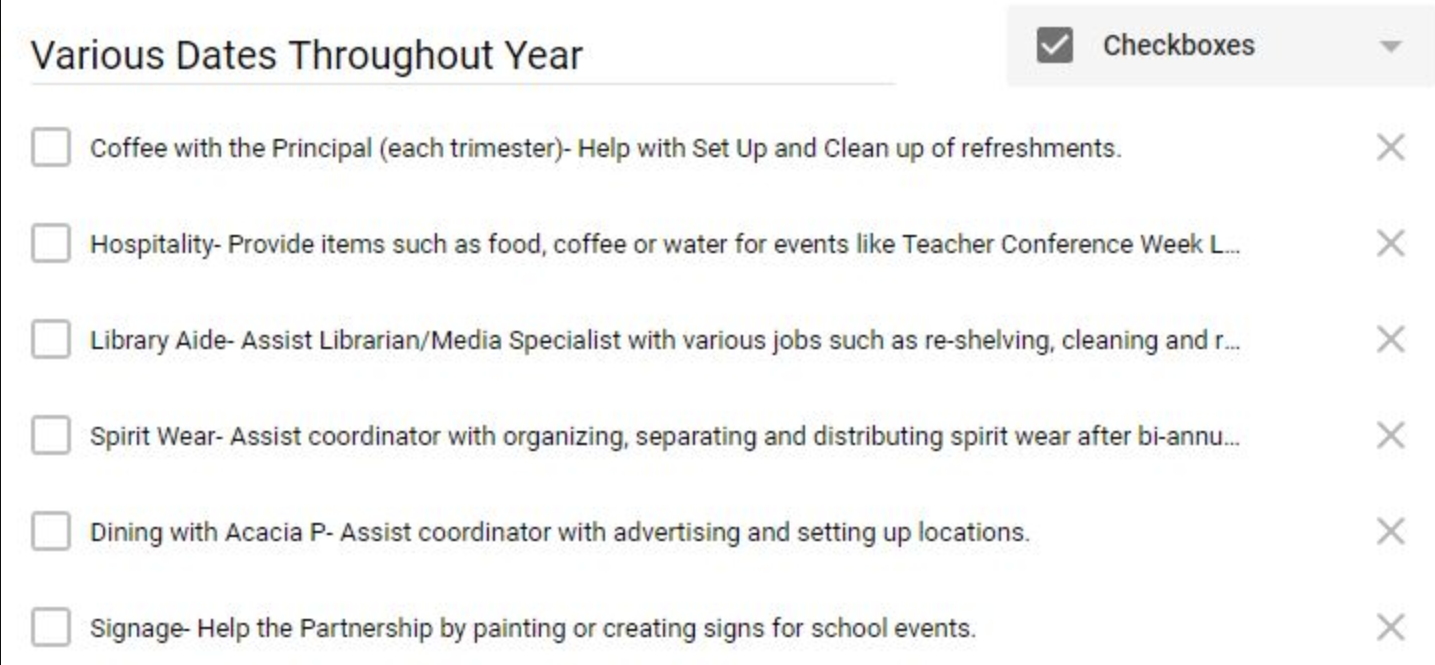 Various Dates Throughout Year
Checkboxes
Coffee with the Principal (each trimester)- Help with Set Up and Clean up of refreshments.
Hospitality- Provide items such as food, coffee or water for events like Teacher Conference Week L...
Library Aide- Assist Librarian/Media Specialist with various jobs such as re-shelving, cleaning and r...
Spirit Wear- Assist coordinator with organizing, separating and distributing spirit wear after bi-annu...
Dining with Acacia P- Assist coordinator with advertising and setting up locations.
Signage- Help the Partnership by painting or creating signs for school events.